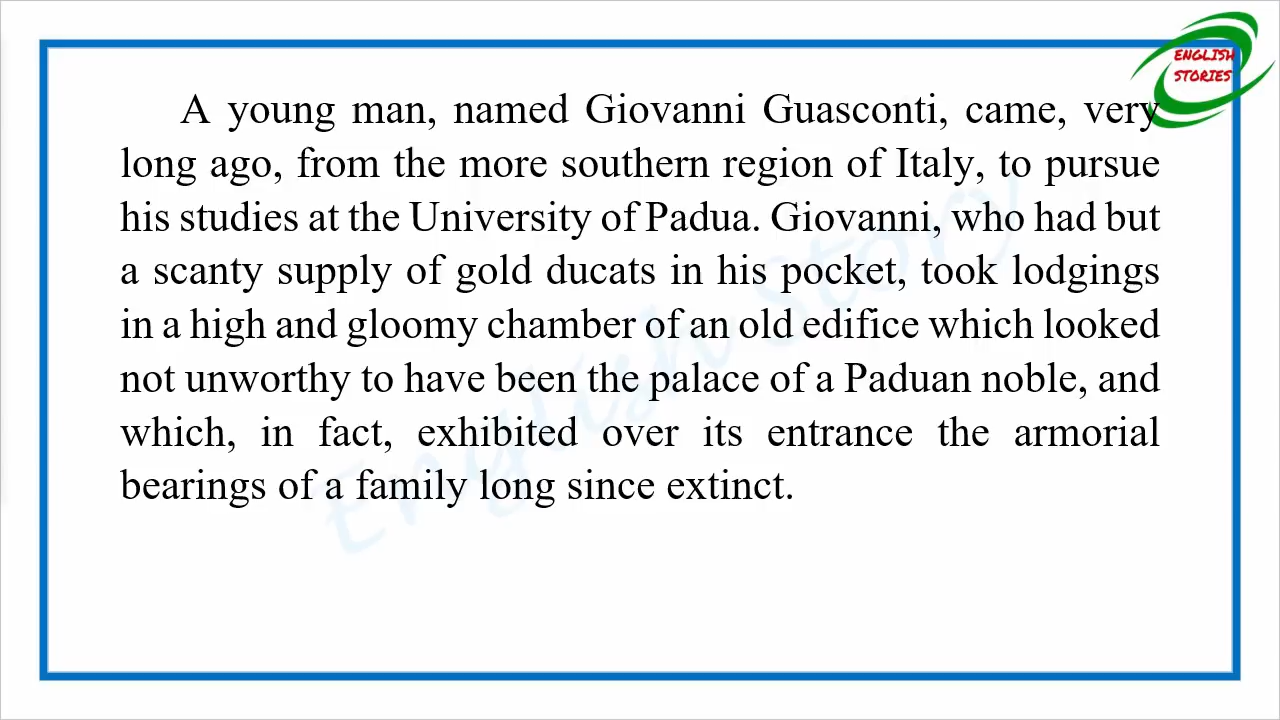 ENGLISH
STORIES
A young man, named Giovanni Guasconti, came, very
long ago, from the more southern region of Italy, to pursue
his studies at the University of Padua. Giovanni, who had but
a scanty supply of gold ducats in his pocket, took lodgings
in a high and gloomy chamber of an old edifice which looked
not unworthy to have been the palace of a Paduan noble, and
which, in fact, exhibited over its entrance the armorial
bearings of a family long since extinct.
English Story